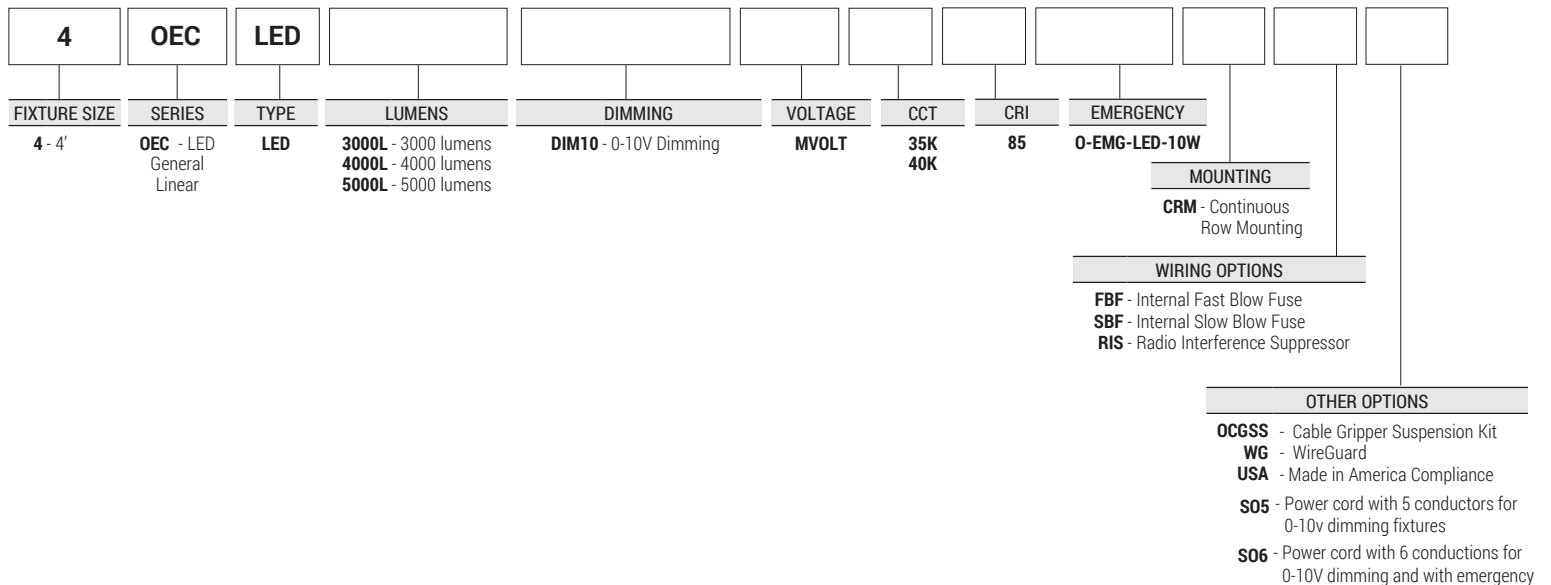 4 OEC LED
FIXTURE SIZE SERIES TYPE LUMENS DIMMING VOLTAGE CCT CRI EMERGENCY
4 - 4'
OEC - LED
General
Linear
LED
3000L - 3000 lumens
4000L - 4000 lumens
5000L - 5000 lumens
DIM10 - 0-10V Dimming
MVOLT
35K
40K
85
O-EMG-LED-10W
MOUNTING
CRM - Continuous
Row Mounting
WIRING OPTIONS
FBF - Internal Fast Blow Fuse
SBF - Internal Slow Blow Fuse
RIS - Radio Interference Suppressor
OTHER OPTIONS
OCGSS - Cable Gripper Suspension Kit
WG - WireGuard
USA - Made in America Compliance
SO5 - Power cord with 5 conductors for
0-10v dimming fixtures
SO6 - Power cord with 6 conductions for
0-10V dimming and with emergency